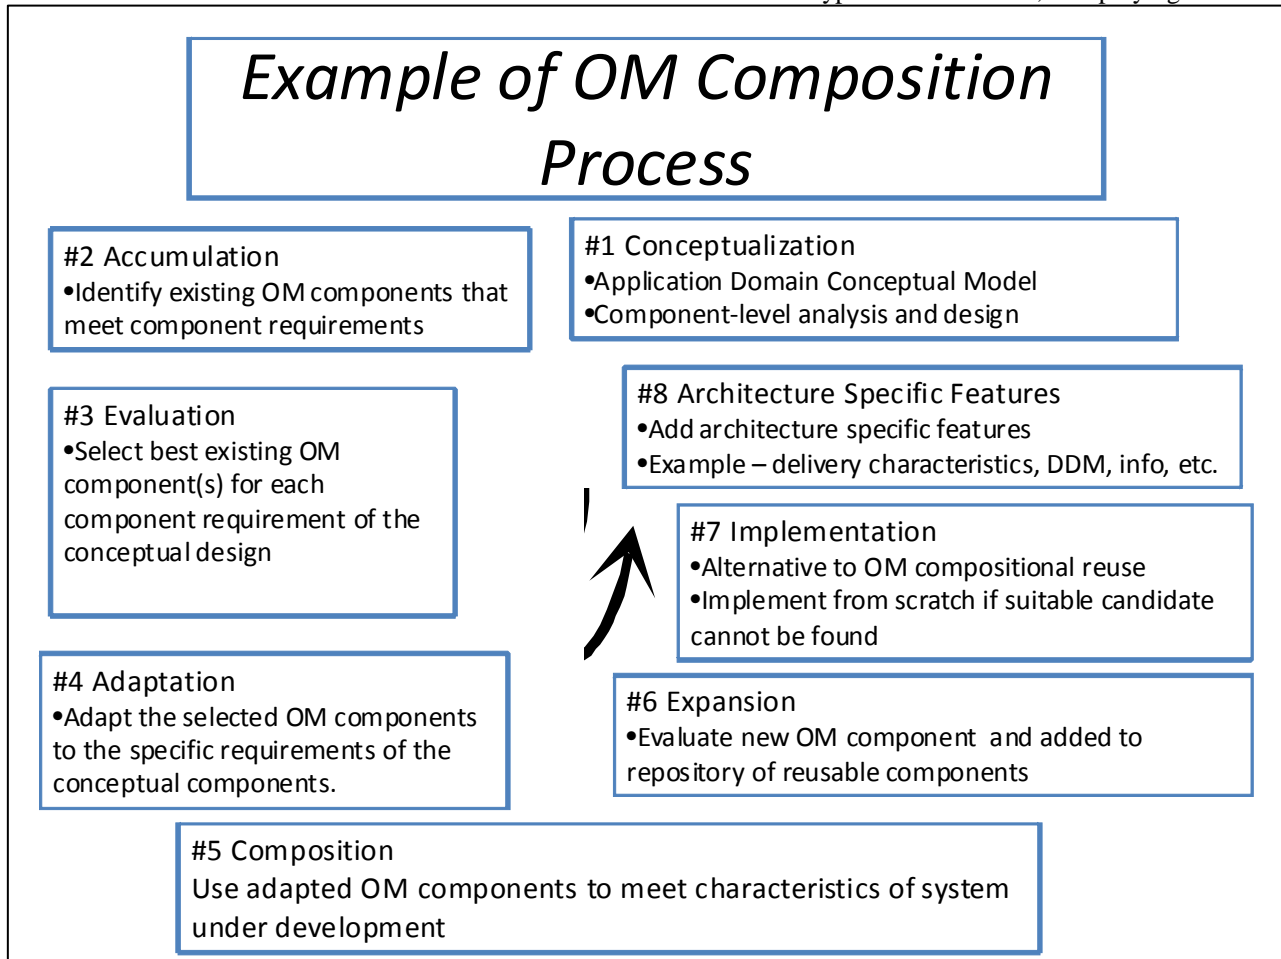 Example of OM Composition
Process
#2 Accumulation
•Identify existing OM components that
meet component requirements
#1 Conceptualization
•Application Domain Conceptual Model
•Component-level analysis and design
#8 Architecture Specific Features
•Add architecture specific features
•Example – delivery characteristics, DDM, info, etc.
#3 Evaluation
•Select best existing OM
component(s) for each
component requirement of the
conceptual design
#7 Implementation
•Alternative to OM compositional reuse
•Implement from scratch if suitable candidate
cannot be found
#4 Adaptation
•Adapt the selected OM components
to the specific requirements of the
conceptual components.
#6 Expansion
•Evaluate new OM component  and added to
repository of reusable components
#5 Composition
Use adapted OM components to meet characteristics of system
under development